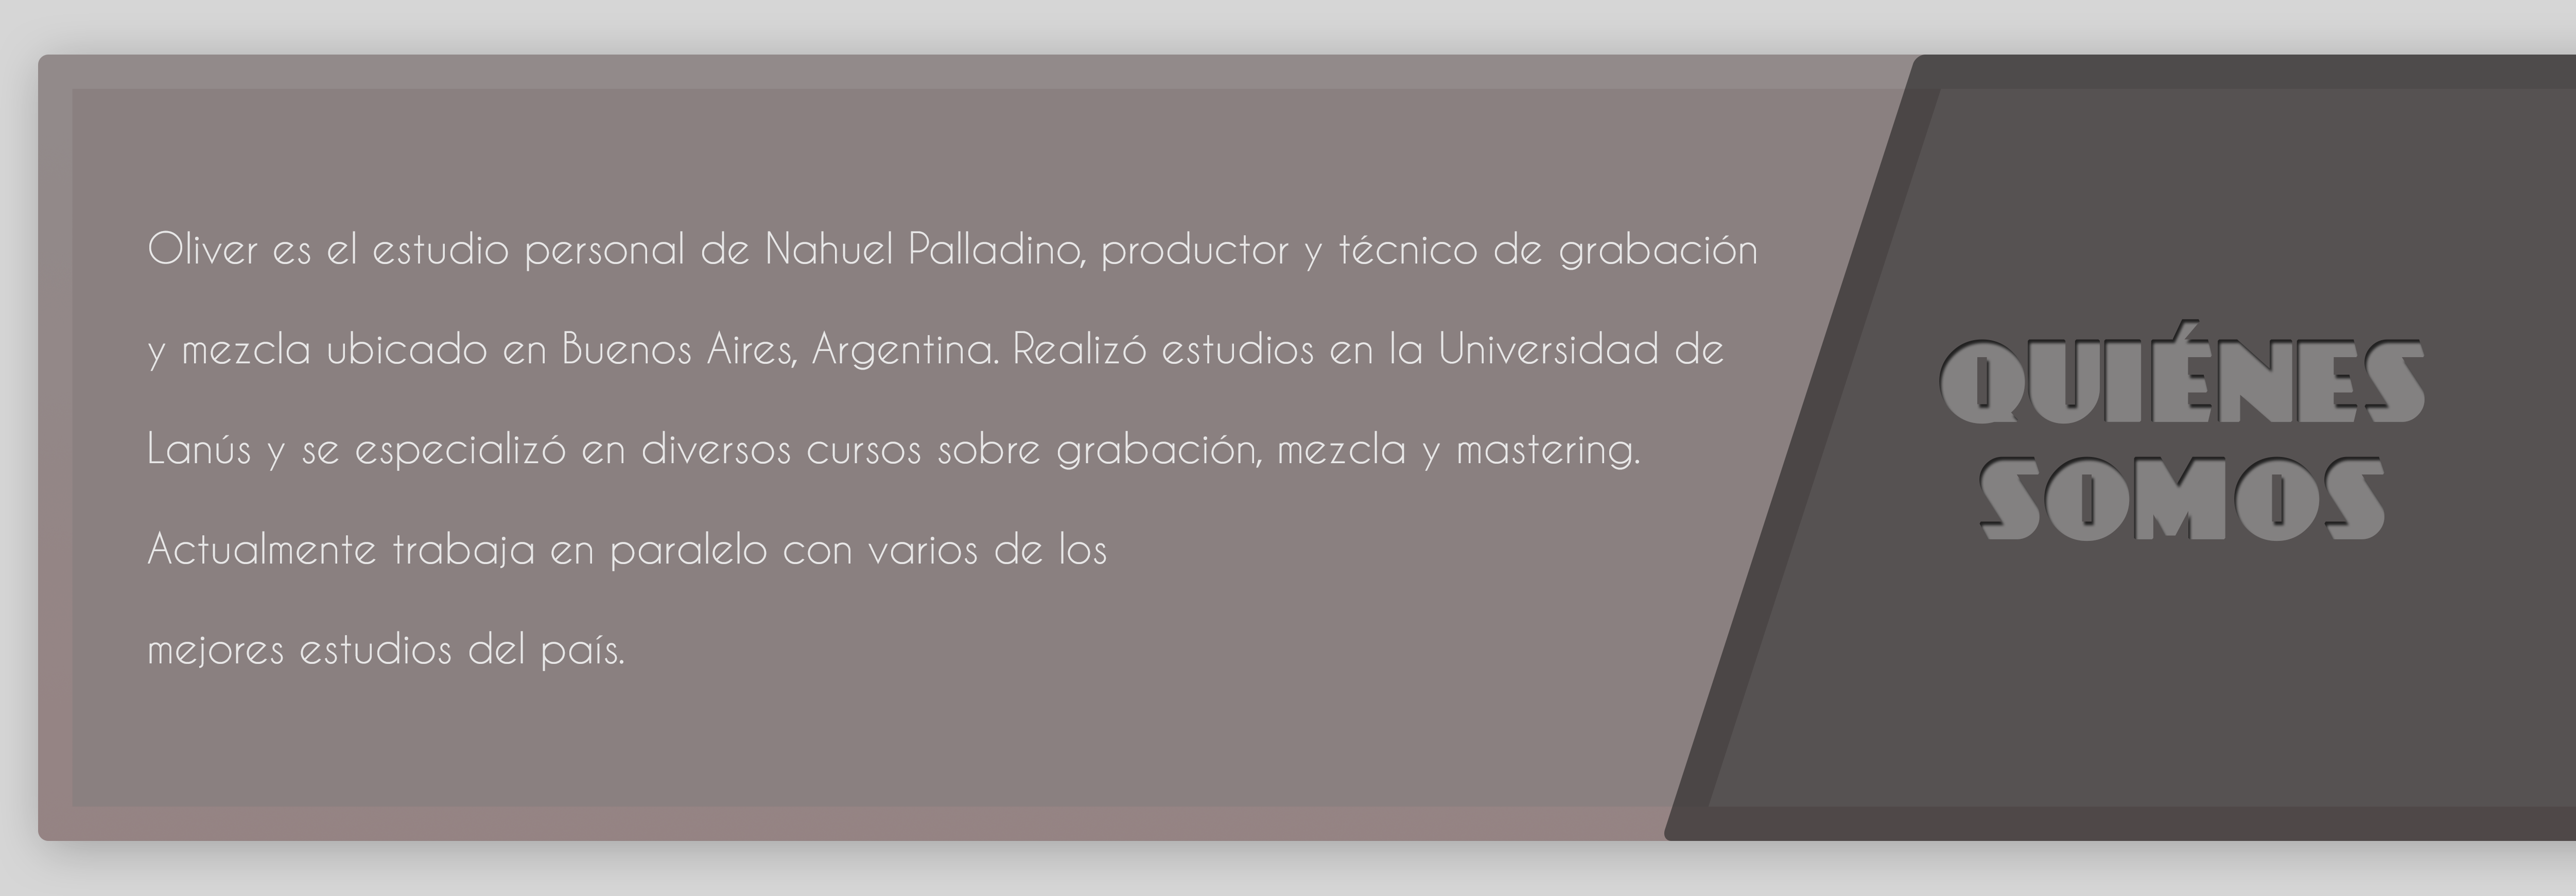 Oliver es el estudio personal de Nahuel Palladino, productor y técnico de grabación
y mezcla ubicado en Buenos Aires, Argentina. Realizó estudios en la Universidad de
Lanús y se especializó en diversos cursos sobre grabación, mezcla y mastering.
Actualmente trabaja en paralelo con varios de los
mejores estudios del país.
QUIÉNES
SOMOS